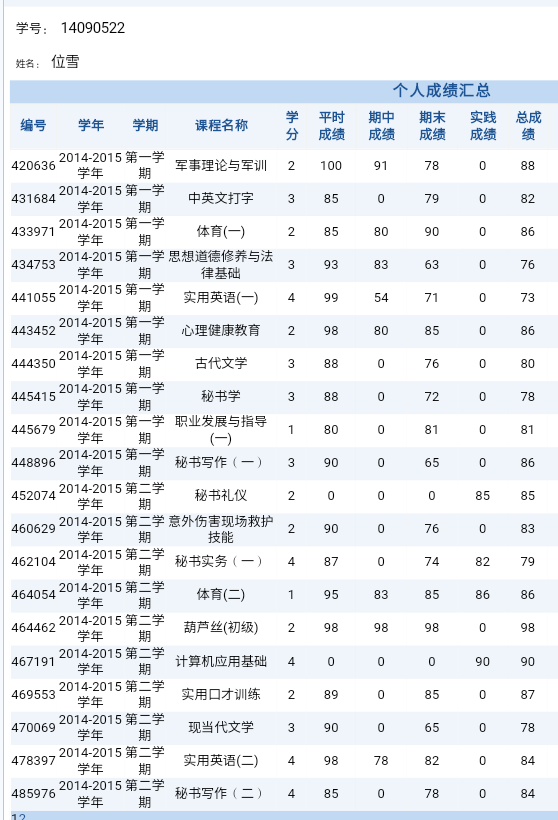 学号： 14090522
姓名： 位雪
个人成绩汇总
编号 学年 学期 课程名称 学分 平时成绩 期中成绩 期末成绩 实践成绩 总成绩
420636 2014-2015学年 第一学期 军事理论与军训 2 100 91 78 0 88
431684 2014-2015学年 第一学期 中英文打字 3 85 0 79 0 82
433971 2014-2015学年 第一学期 体育(一) 2 85 80 90 0 86
434753 2014-2015学年 第一学期 思想道德修养与法律基础 3 93 83 63 0 76
441055 2014-2015学年 第一学期 实用英语(一) 4 99 54 71 0 73
443452 2014-2015学年 第一学期 心理健康教育 2 98 80 85 0 86
444350 2014-2015学年 第一学期 古代文学 3 88 0 76 0 80
445415 2014-2015学年 第一学期 秘书学 3 88 0 72 0 78
445679 2014-2015学年 第一学期 职业发展与指导(一) 1 80 0 81 0 81
448896 2014-2015学年 第一学期 秘书写作（一） 3 90 0 65 0 86
452074 2014-2015学年 第二学期 秘书礼仪 2 0 0 0 85 85
460629 2014-2015学年 第二学期 意外伤害现场救护技能 2 90 0 76 0 83
462104 2014-2015学年 第二学期 秘书实务（一） 4 87 0 74 82 79
464054 2014-2015学年 第二学期 体育(二) 1 95 83 85 86 86
464462 2014-2015学年 第二学期 葫芦丝(初级) 2 98 98 98 0 98
467191 2014-2015学年 第二学期 计算机应用基础 4 0 0 0 90 90
469553 2014-2015学年 第二学期 实用口才训练 2 89 0 85 0 87
470069 2014-2015学年 第二学期 现当代文学 3 90 0 65 0 78
478397 2014-2015学年 第二学期 实用英语(二) 4 98 78 82 0 84
485976 2014-2015学年 第二学期 秘书写作（二） 4 85 0 78 0 84
12